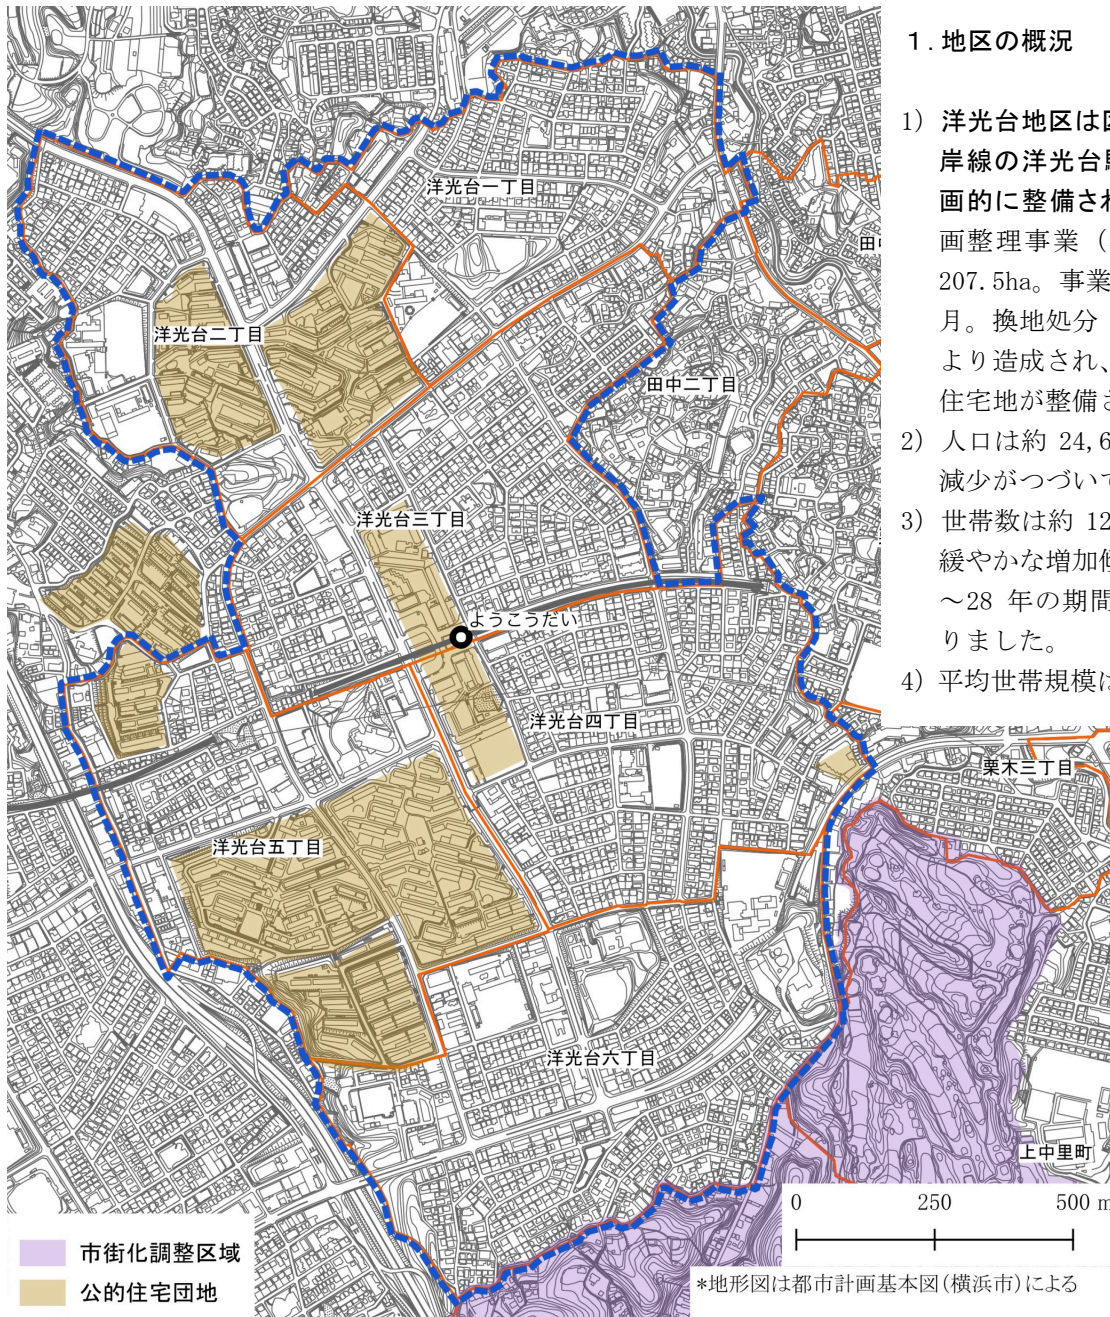 1．地区の概況
1) 洋光台地区は区
岸線の洋光台駅
画的に整備され
画整理事業（
207.5ha。事業
月。換地処分
より造成され、
住宅地が整備さ
2) 人口は約 24,6
減少がつづいて
3) 世帯数は約 12
緩やかな増加傾
～28 年の期間
りました。
4) 平均世帯規模は
洋光台一丁目
田中
洋光台二丁目
田中二丁目
洋光台三丁目
ようこうだい
洋光台四丁目
栗木三丁目
洋光台五丁目
洋光台六丁目
上中里町
0 250 500 m
市街化調整区域
公的住宅団地
*地形図は都市計画基本図(横浜市)による